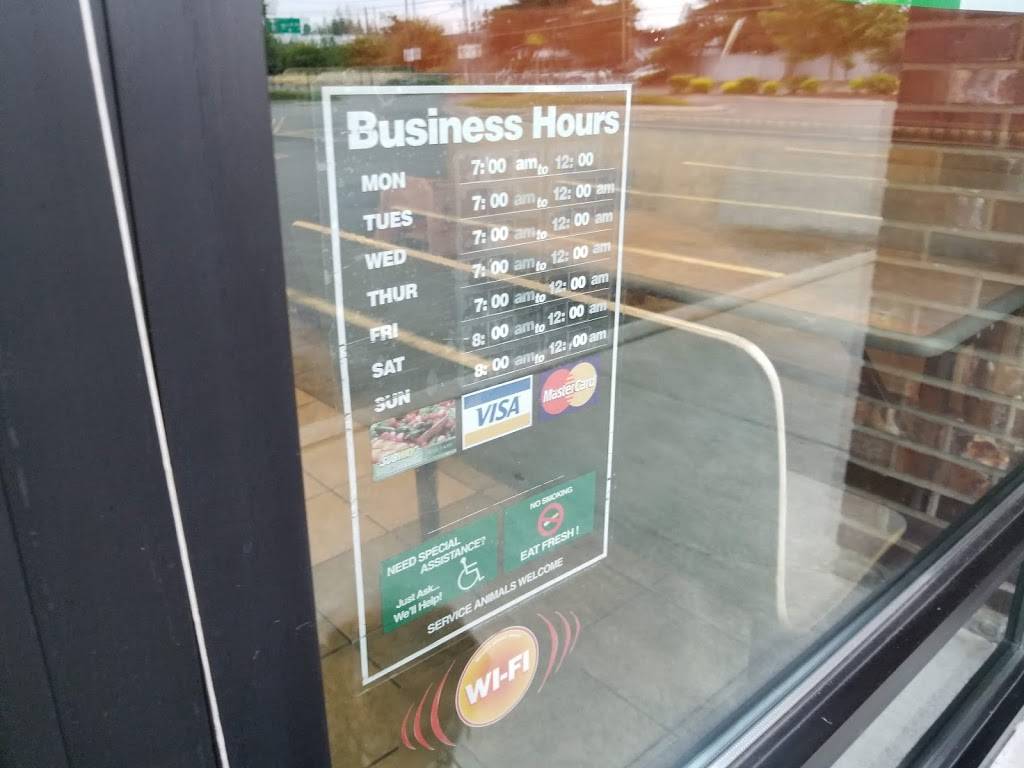 Business Hours
MON 7:00 am to 12:00
TUES 7:00 am to 12:00 am
WED 7:00 am to 12:00 am
THUR 7:00 am to 12:00 am
FRI 7:00 am to 12:00 am
SAT 8:00 am to 12:00 am
SUN 8:00 am to 12:00 am
SUBWAY
VISA
MasterCard
NEED SPECIAL
ASSISTANCE?
Just Ask...
We'll Help!
NO SMOKING
EAT FRESH!
SERVICE ANIMALS WELCOME
WI-FI